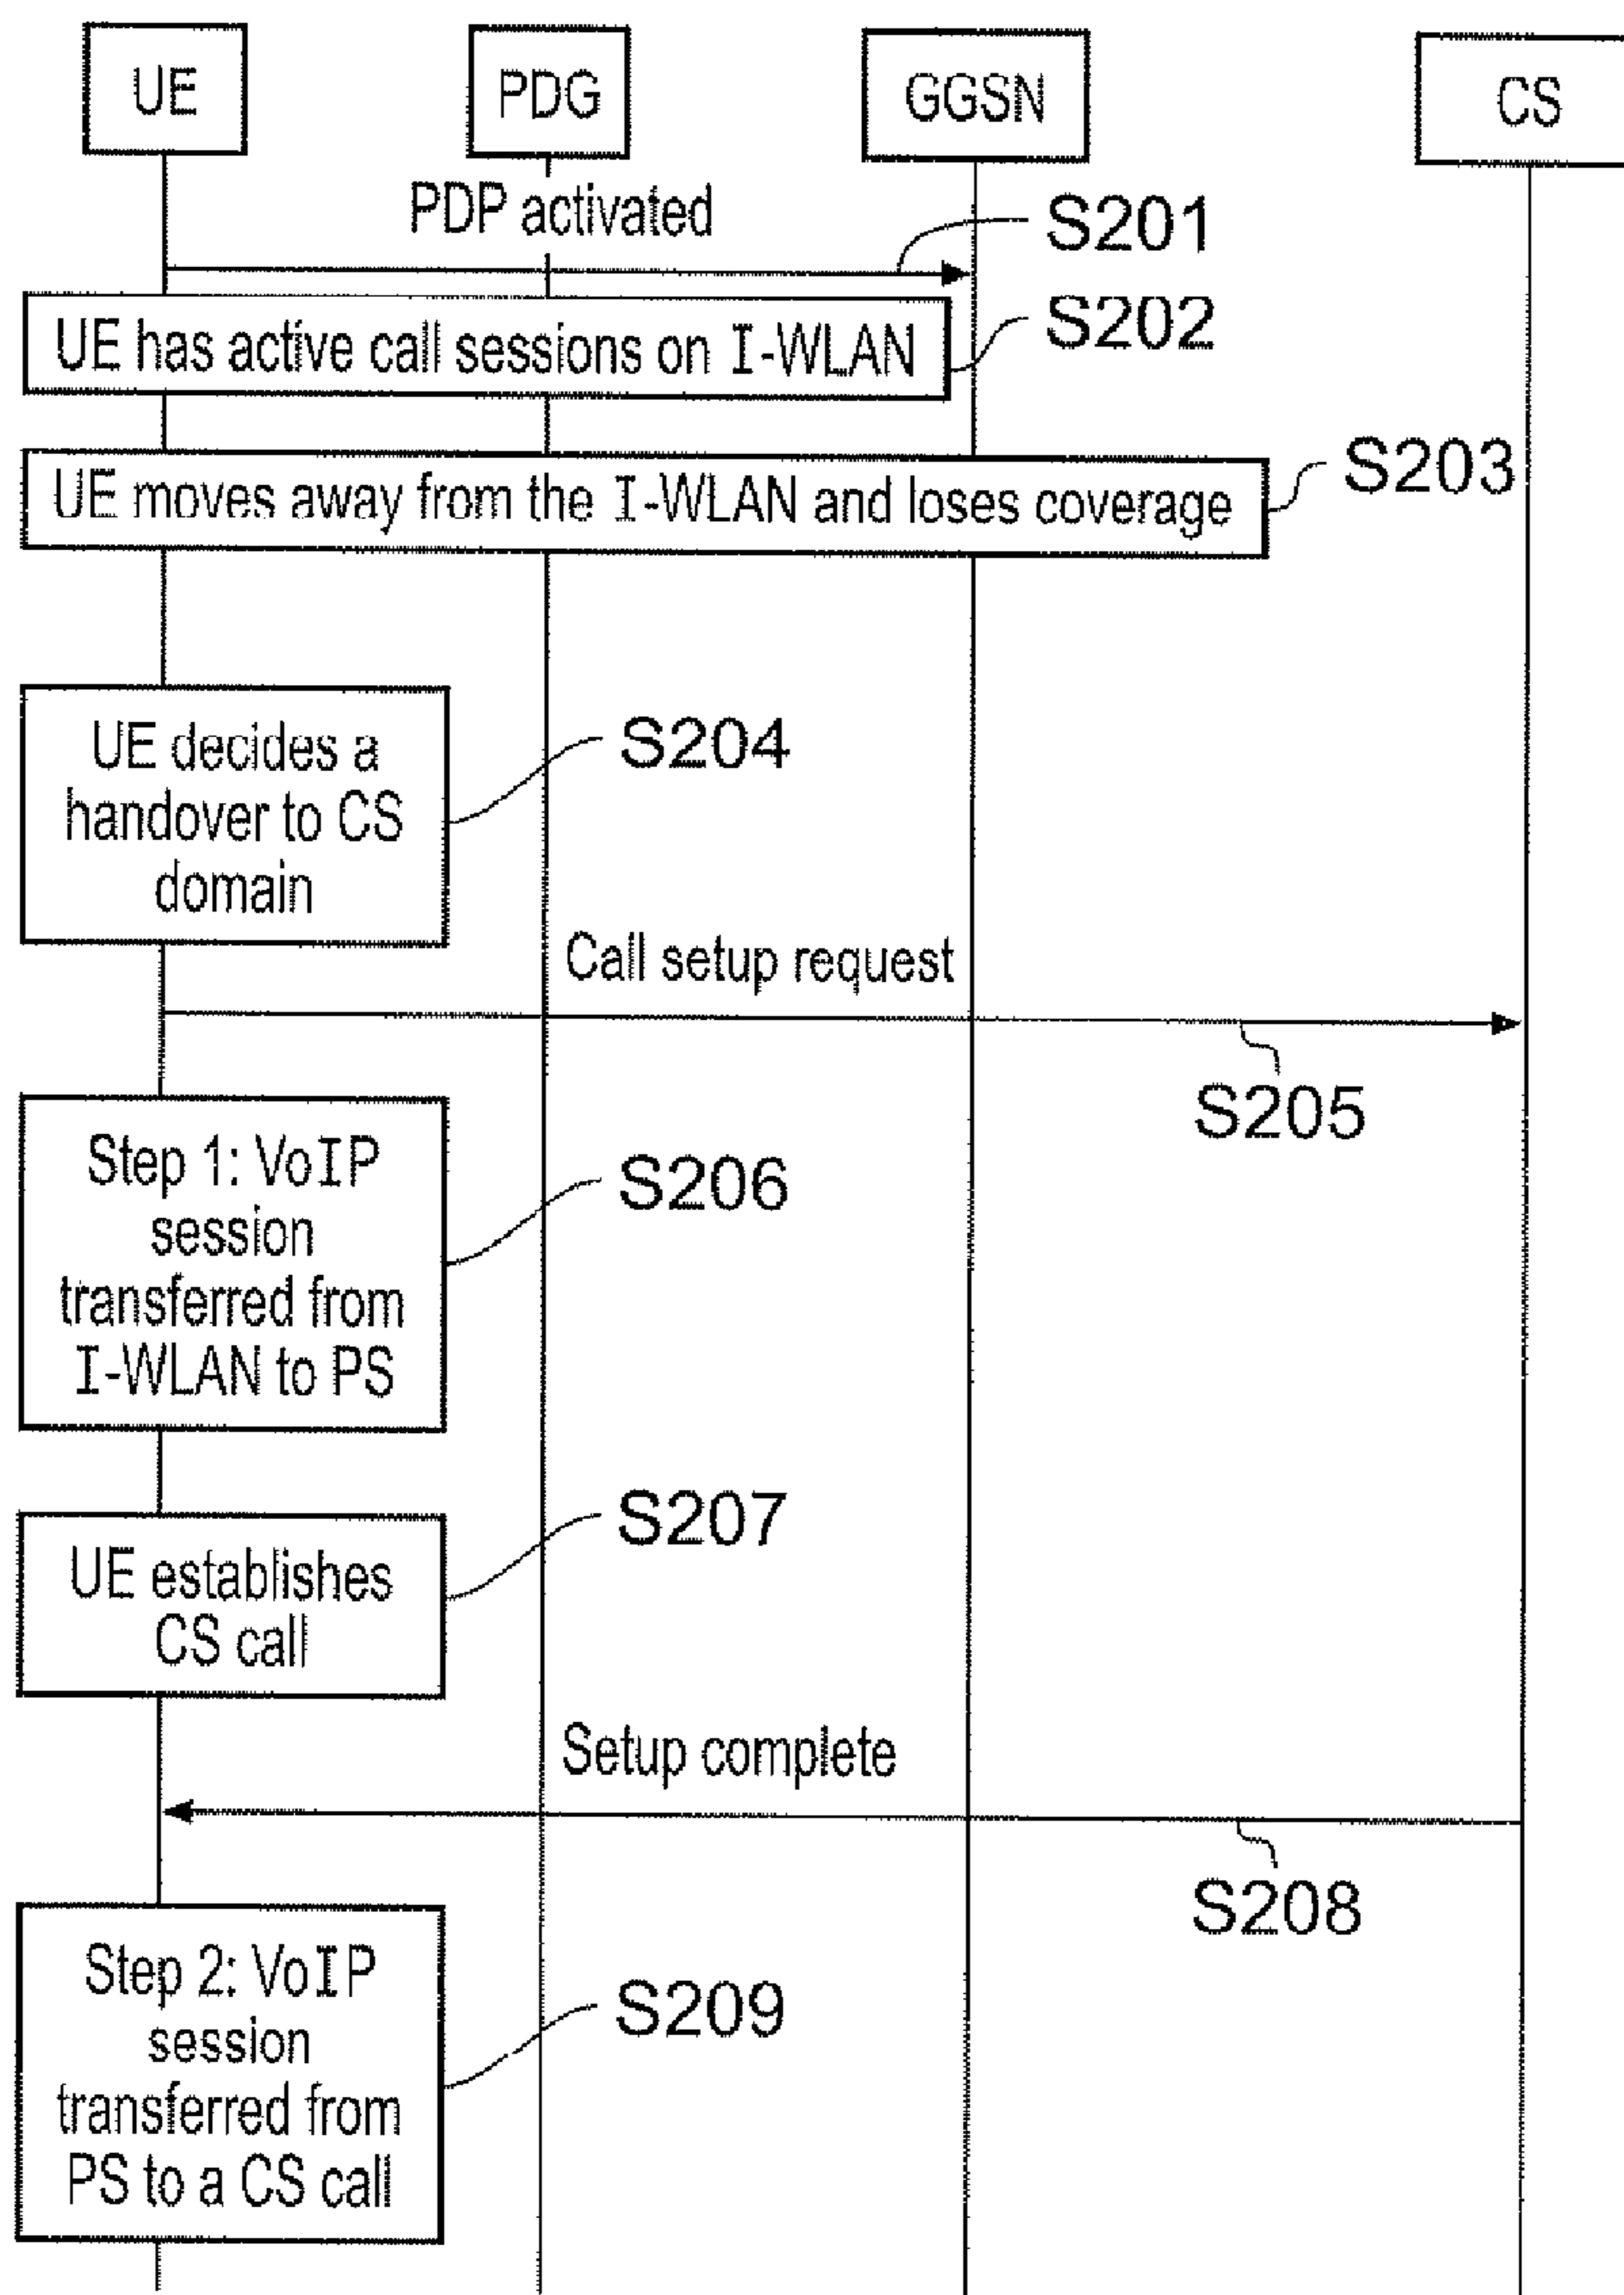 UE
PDG
GGSN
CS
PDP activated
S201
UE has active call sessions on I-WLAN
S202
UE moves away from the I-WLAN and loses coverage
S203
UE decides a
handover to CS
domain
S204
Call setup request
S205
Step 1: VoIP
session
transferred from
I-WLAN to PS
S206
UE establishes
CS call
S207
Setup complete
S208
Step 2: VoIP
session
transferred from
PS to a CS call
S209